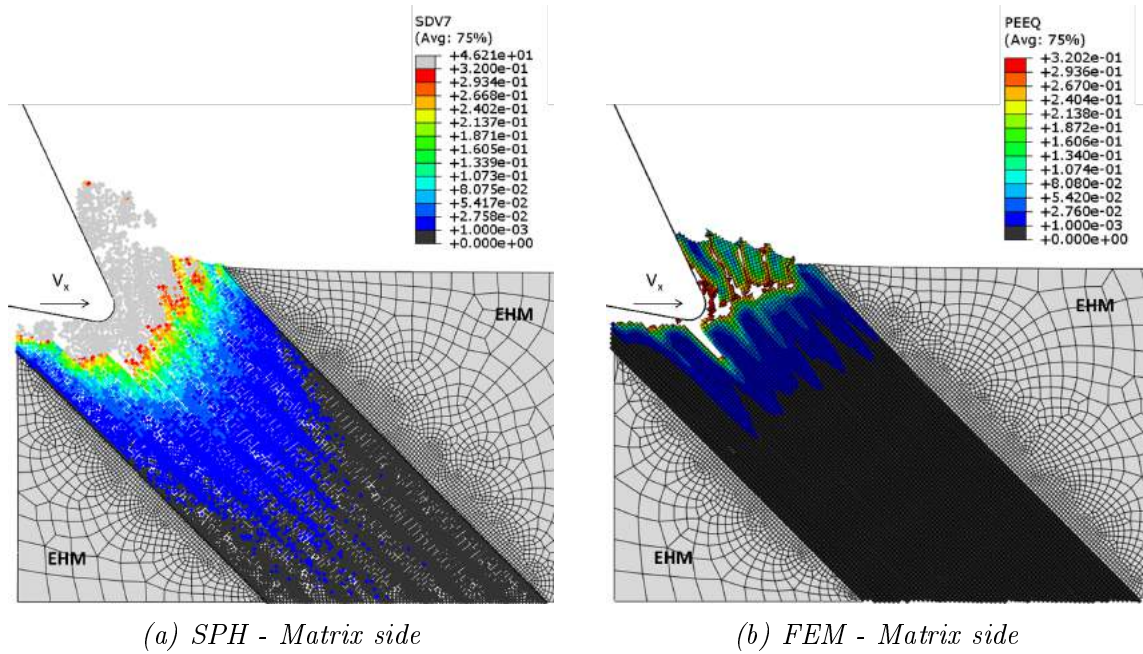 SDV7
(Avg: 75%)
+4.621e+01
+3.200e-01
+2.934e-01
+2.668e-01
+2.402e-01
+2.137e-01
+1.871e-01
+1.605e-01
+1.339e-01
+1.073e-01
+8.075e-02
+5.417e-02
+2.758e-02
+1.000e-03
+0.000e+00
Vx
EHM
EHM
(a) SPH - Matrix side
PEEQ
(Avg: 75%)
+3.202e-01
+2.936e-01
+2.670e-01
+2.404e-01
+2.138e-01
+1.872e-01
+1.606e-01
+1.340e-01
+1.074e-01
+8.080e-02
+5.420e-02
+2.760e-02
+1.000e-03
+0.000e+00
Vx
EHM
EHM
(b) FEM - Matrix side